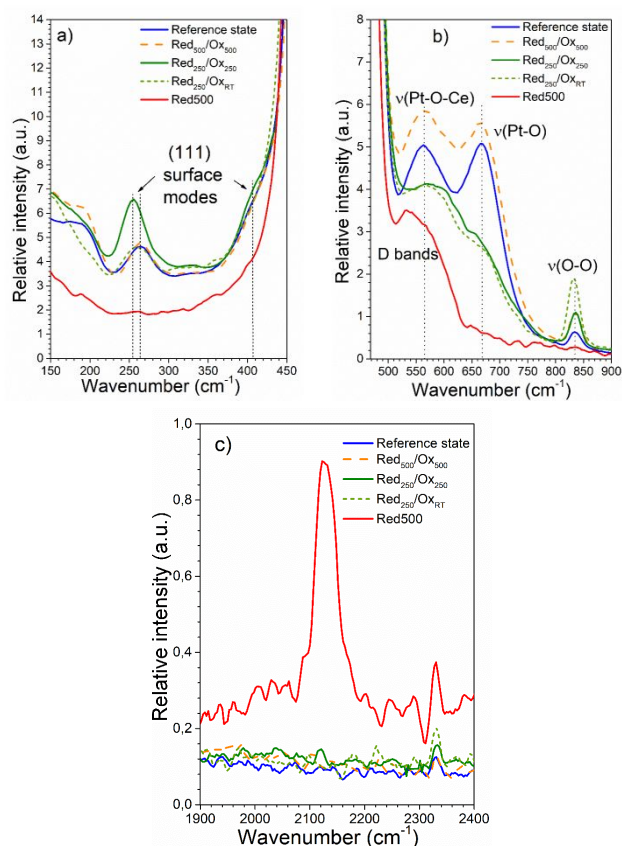 a)
Reference state
Red500/Ox500
Red250/Ox250
Red250/OxRT
Red500
(111)
surface
modes
Relative intensity (a.u.)
14
13
12
11
10
9
8
7
6
5
4
3
2
1
0
150 200 250 300 350 400 450
Wavenumber (cm-1)
b)
Reference state
Red500/Ox500
Red250/Ox250
Red250/OxRT
Red500
ν(Pt-O-Ce)
ν(Pt-O)
D bands
ν(O-O)
Relative intensity (a.u.)
8
7
6
5
4
3
2
1
0
500 550 600 650 700 750 800 850 900
Wavenumber (cm-1)
c)
Reference state
Red500/Ox500
Red250/Ox250
Red250/OxRT
Red500
Relative intensity (a.u.)
1,0
0,8
0,6
0,4
0,2
0,0
1900 2000 2100 2200 2300 2400
Wavenumber (cm-1)